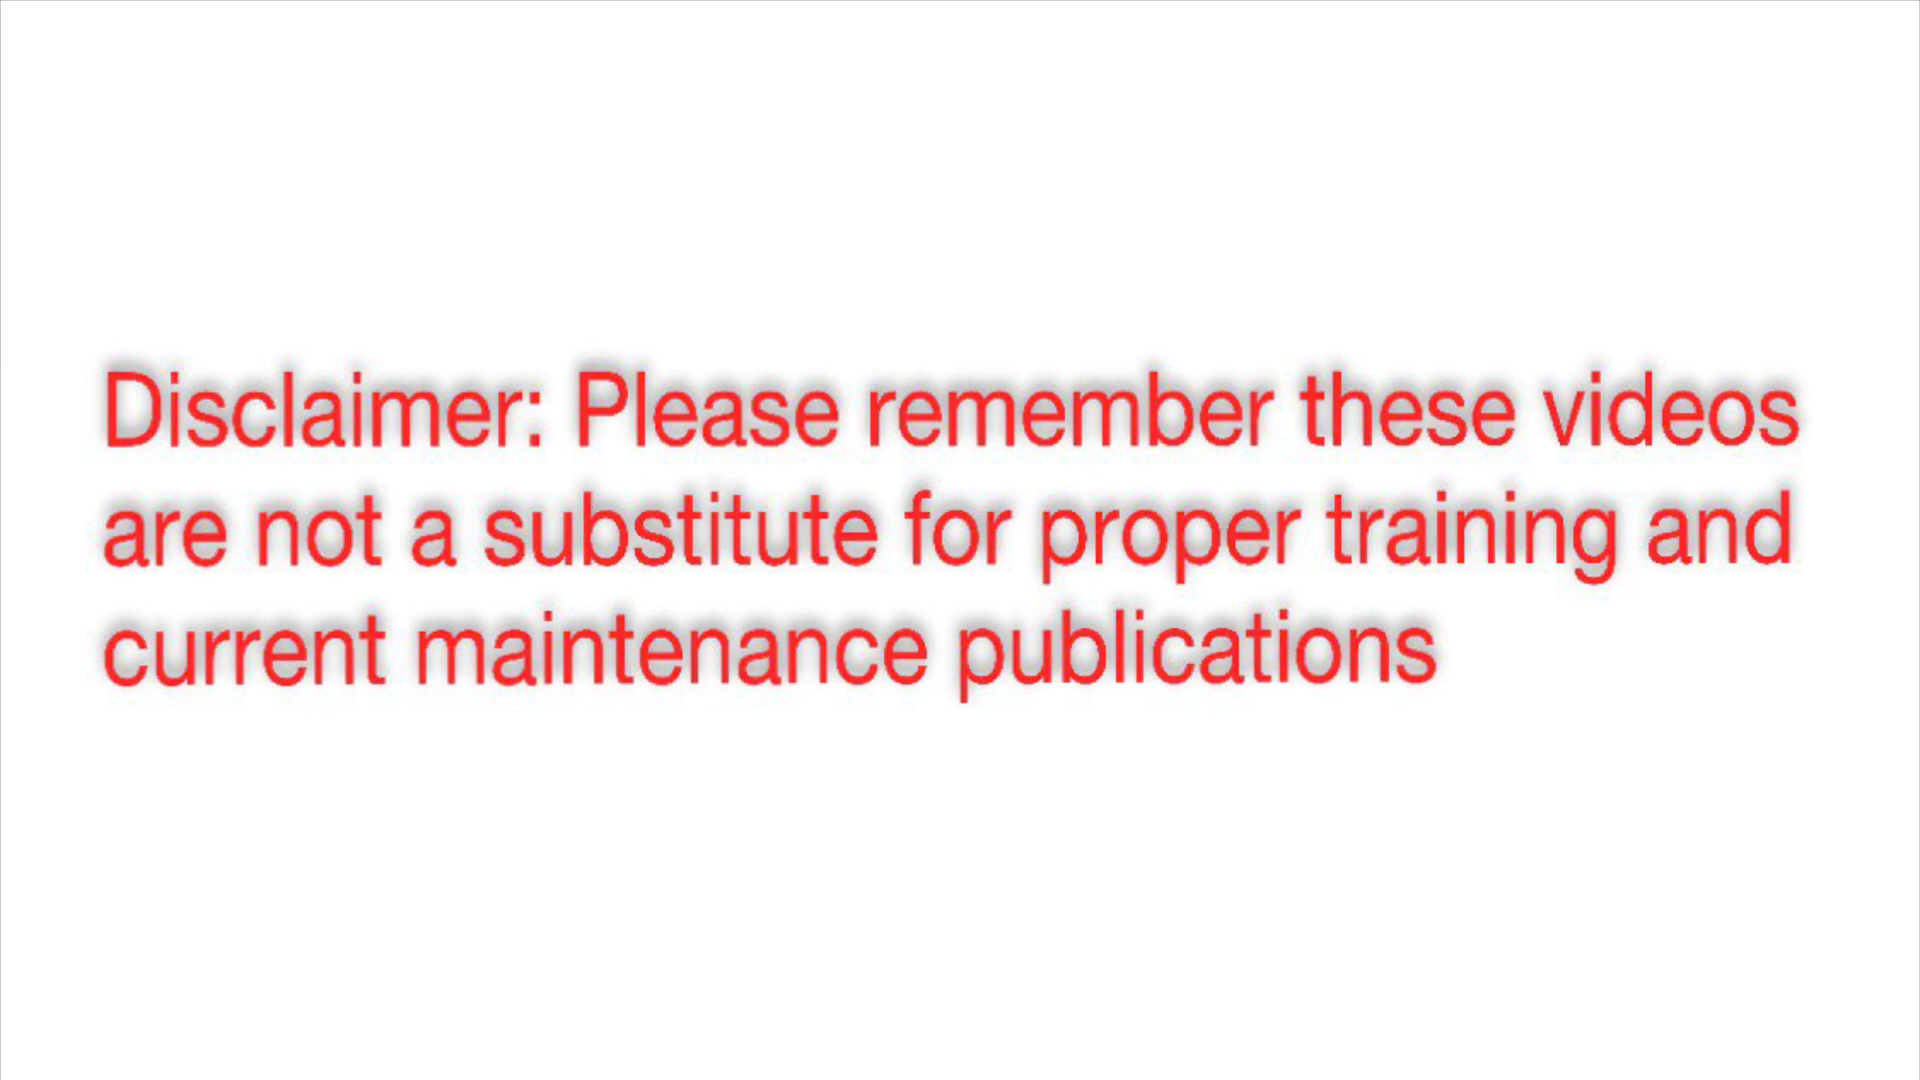 Disclaimer: Please remember these videos
are not a substitute for proper training and
current maintenance publications